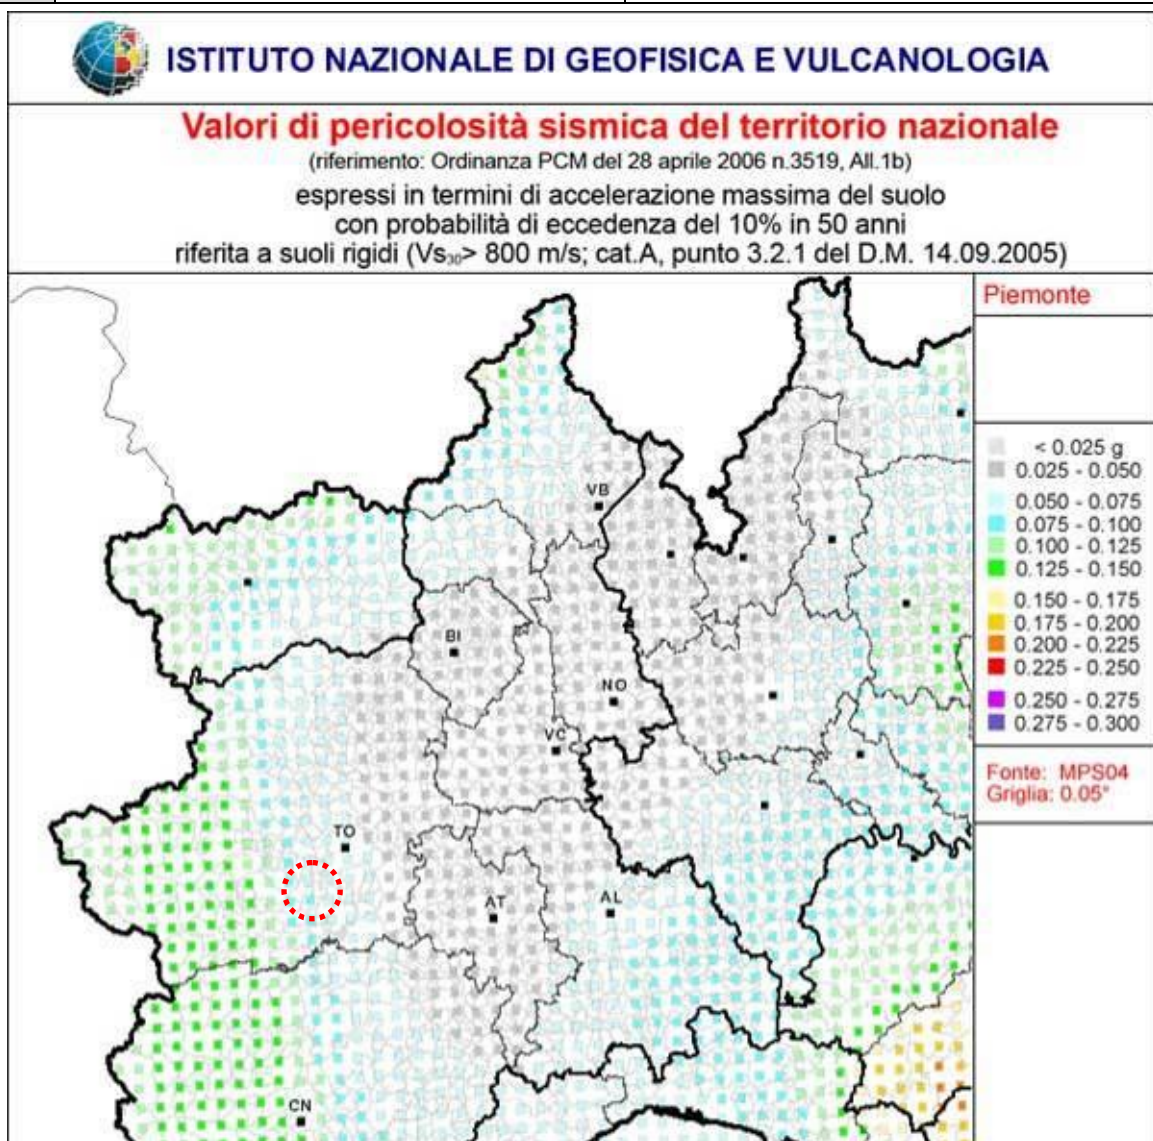 ISTITUTO NAZIONALE DI GEOFISICA E VULCANOLOGIA
Valori di pericolosità sismica del territorio nazionale
(riferimento: Ordinanza PCM del 28 aprile 2006 n.3519, All.1b)
espressi in termini di accelerazione massima del suolo
con probabilità di eccedenza del 10% in 50 anni
riferita a suoli rigidi (Vs₃₀> 800 m/s; cat.A, punto 3.2.1 del D.M. 14.09.2005)
Piemonte
< 0.025 g
0.025 - 0.050
0.050 - 0.075
0.075 - 0.100
0.100 - 0.125
0.125 - 0.150
0.150 - 0.175
0.175 - 0.200
0.200 - 0.225
0.225 - 0.250
0.250 - 0.275
0.275 - 0.300
Fonte: MPS04
Griglia: 0.05°
VB
BI
NO
VC
TO
AT
AL
CN